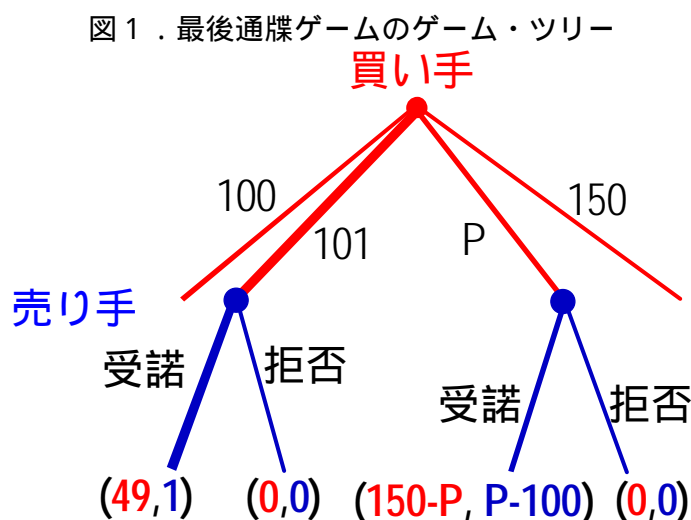 図１．最後通牒ゲームのゲーム・ツリー
買い手
100
150
101
P
売り手
受諾
拒否
受諾
拒否
(49,1)
(0,0)
(150-P, P-100)
(0,0)